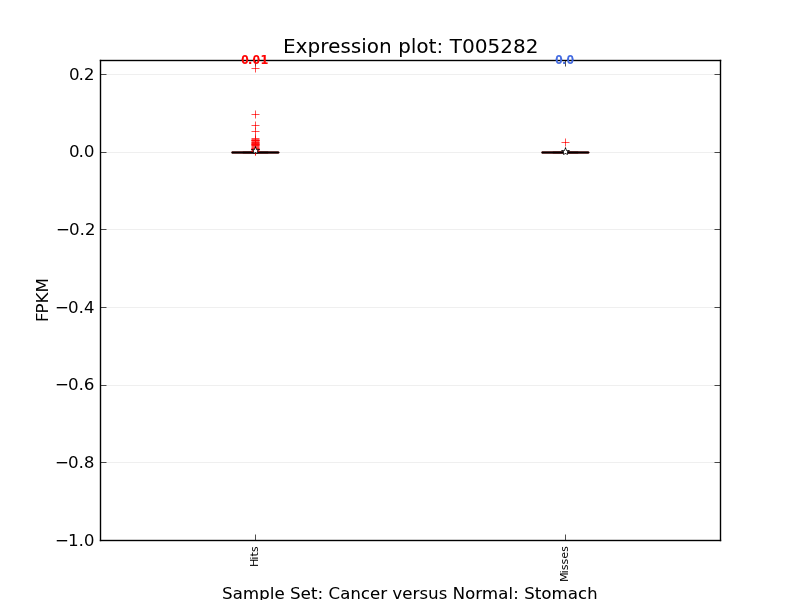 Expression plot: T005282
0.01
0.0
0.2
0.0
−0.2
−0.4
−0.6
−0.8
−1.0
FPKM
Hits
Misses
Sample Set: Cancer versus Normal: Stomach